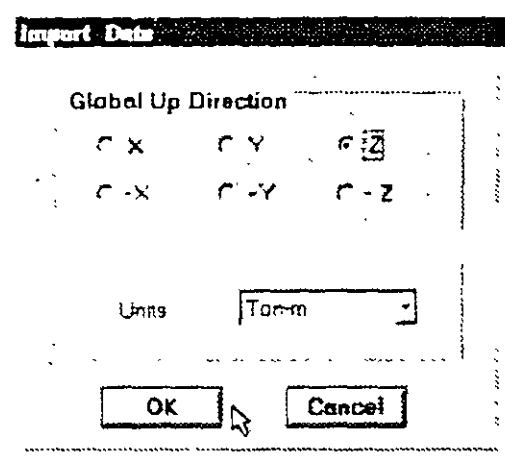 Import Data
Global Up Direction
X Y Z
-X -Y - Z
Units Ton-m
OK Cancel